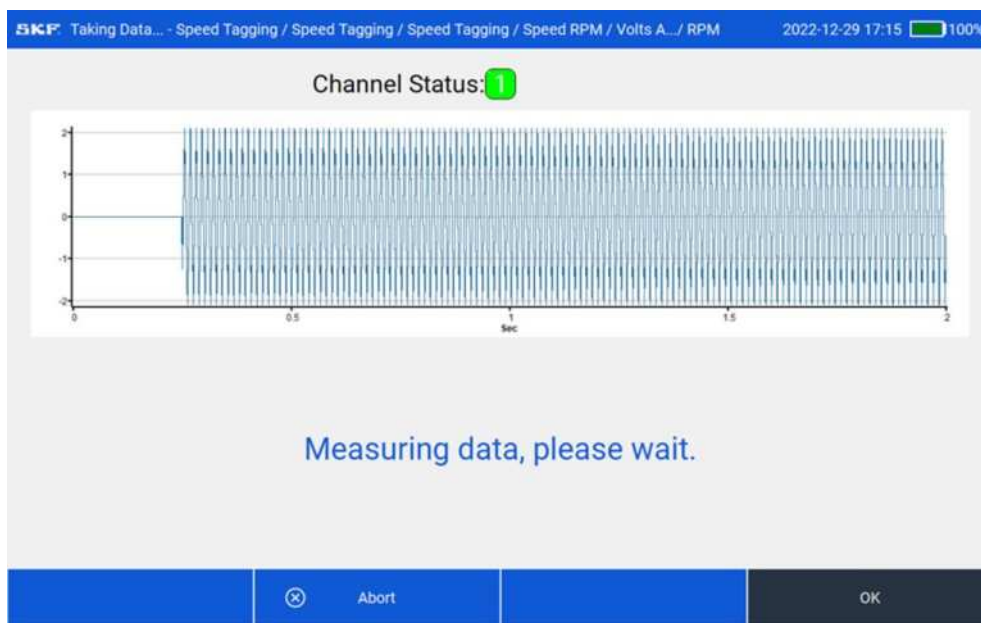 SKF Taking Data... - Speed Tagging / Speed Tagging / Speed Tagging / Speed RPM / Volts A.../ RPM 2022-12-29 17:15 100%
Channel Status: 1
2
1
0
-1
-2
0 0.5 1 1.5 2
Sec
Measuring data, please wait.
Abort OK